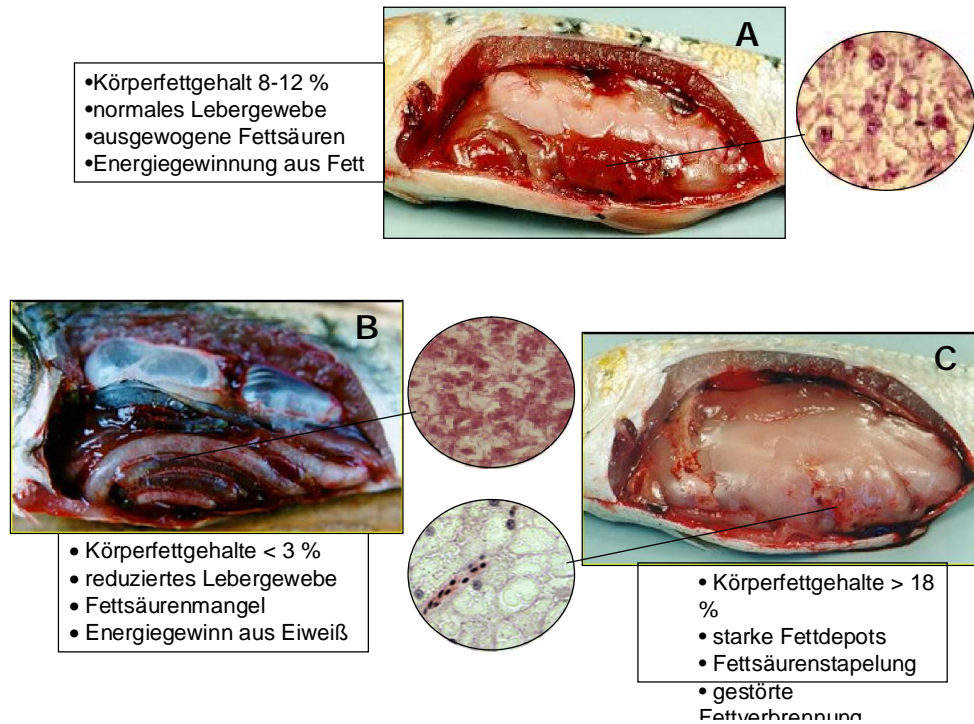 A
•Körperfettgehalt 8-12 %
•normales Lebergewebe
•ausgewogene Fettsäuren
•Energiegewinnung aus Fett
B
• Körperfettgehalte < 3 %
• reduziertes Lebergewebe
• Fettsäurenmangel
• Energiegewinn aus Eiweiß
C
• Körperfettgehalte > 18
%
• starke Fettdepots
• Fettsäurenstapelung
• gestörte
Fettverbrennung